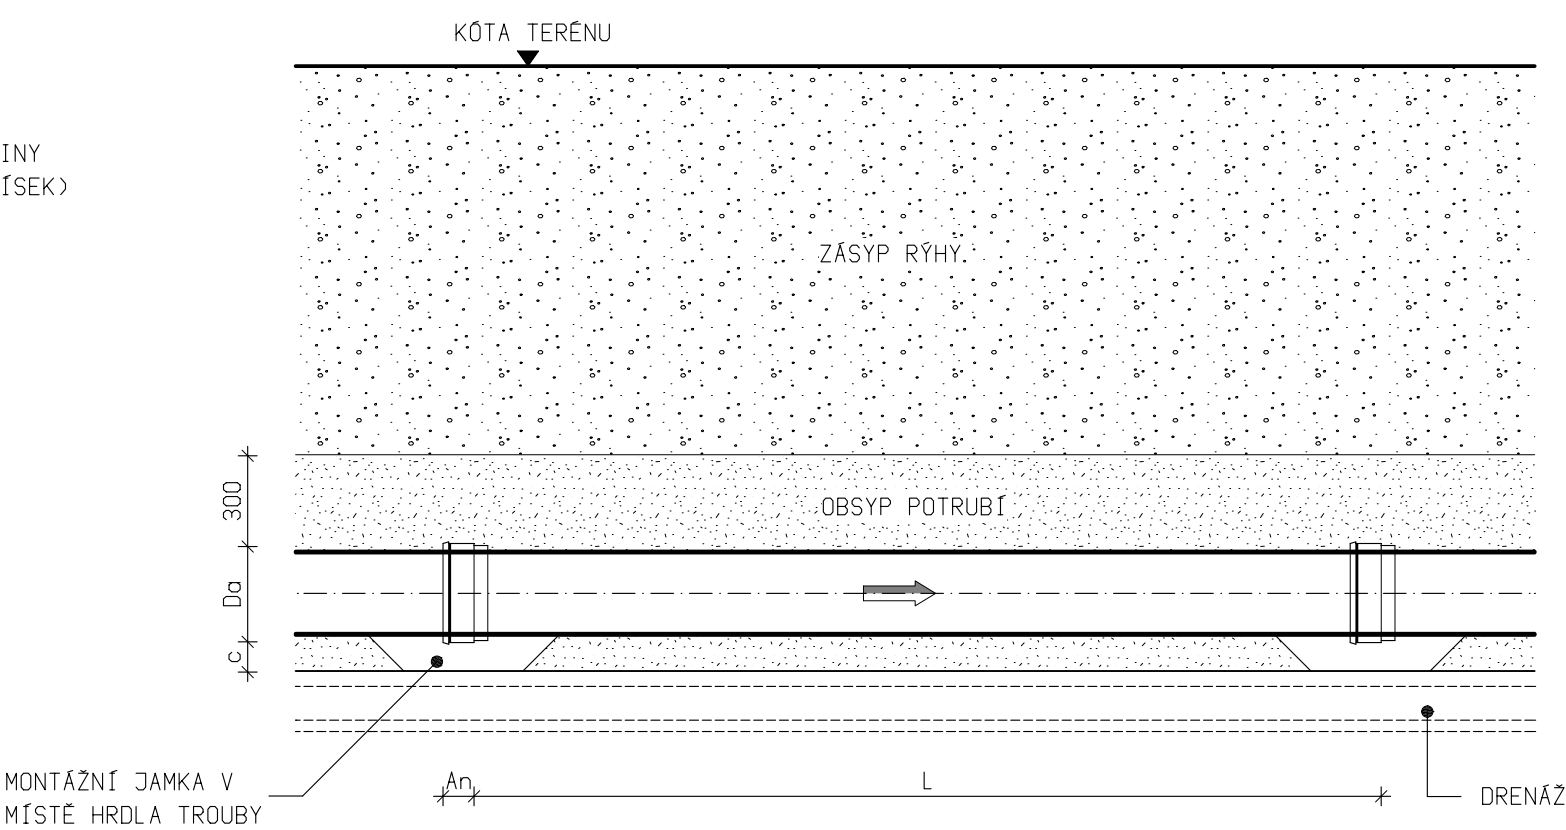 KÓTA TERÉNU
INY
ÍSEK)
ZÁSYP RÝHY
300
OBSYP POTRUBÍ
Da
c
MONTÁŽNÍ JAMKA V
MÍSTĚ HRDLA TROUBY
An
L
DRENÁŽ